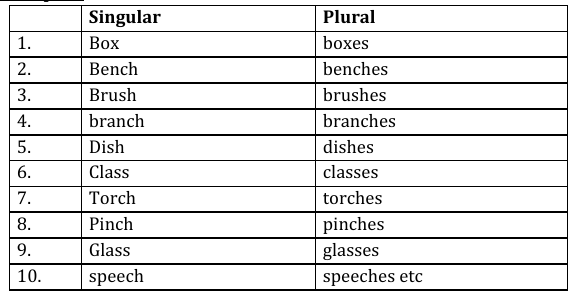 Singular Plural
1. Box boxes
2. Bench benches
3. Brush brushes
4. branch branches
5. Dish dishes
6. Class classes
7. Torch torches
8. Pinch pinches
9. Glass glasses
10. speech speeches etc